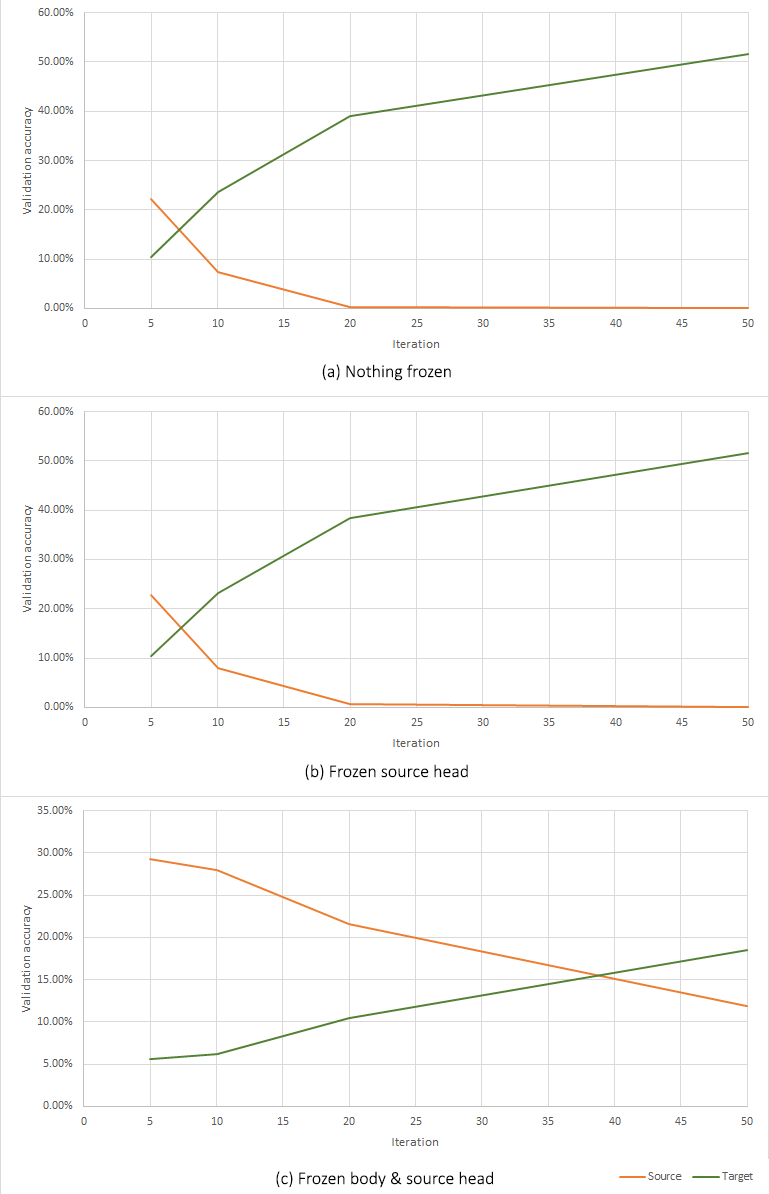 60.00%
50.00%
40.00%
30.00%
20.00%
10.00%
0.00%
Validation accuracy
0 5 10 15 20 25 30 35 40 45 50
Iteration
(a) Nothing frozen
60.00%
50.00%
40.00%
30.00%
20.00%
10.00%
0.00%
Validation accuracy
0 5 10 15 20 25 30 35 40 45 50
Iteration
(b) Frozen source head
35.00%
30.00%
25.00%
20.00%
15.00%
10.00%
5.00%
0.00%
Validation accuracy
0 5 10 15 20 25 30 35 40 45 50
Iteration
(c) Frozen body & source head
Source Target